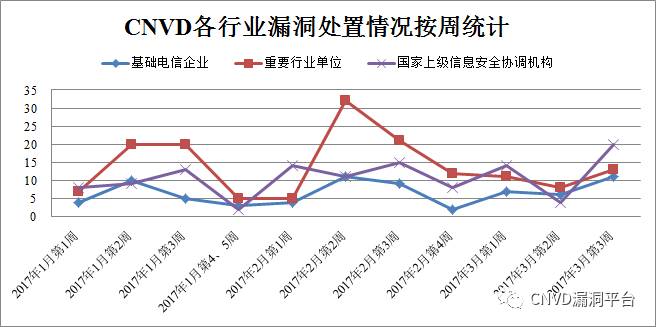 CNVD各行业漏洞处置情况按周统计
基础电信企业 重要行业单位 国家上级信息安全协调机构
35
30
25
20
15
10
5
0
2017年1月第1周
2017年1月第2周
2017年1月第3周
2017年1月第4、5周
2017年2月第1周
2017年2月第2周
2017年2月第3周
2017年2月第4周
2017年3月第1周
2017年3月第2周
2017年3月第3周
CNVD漏洞平台